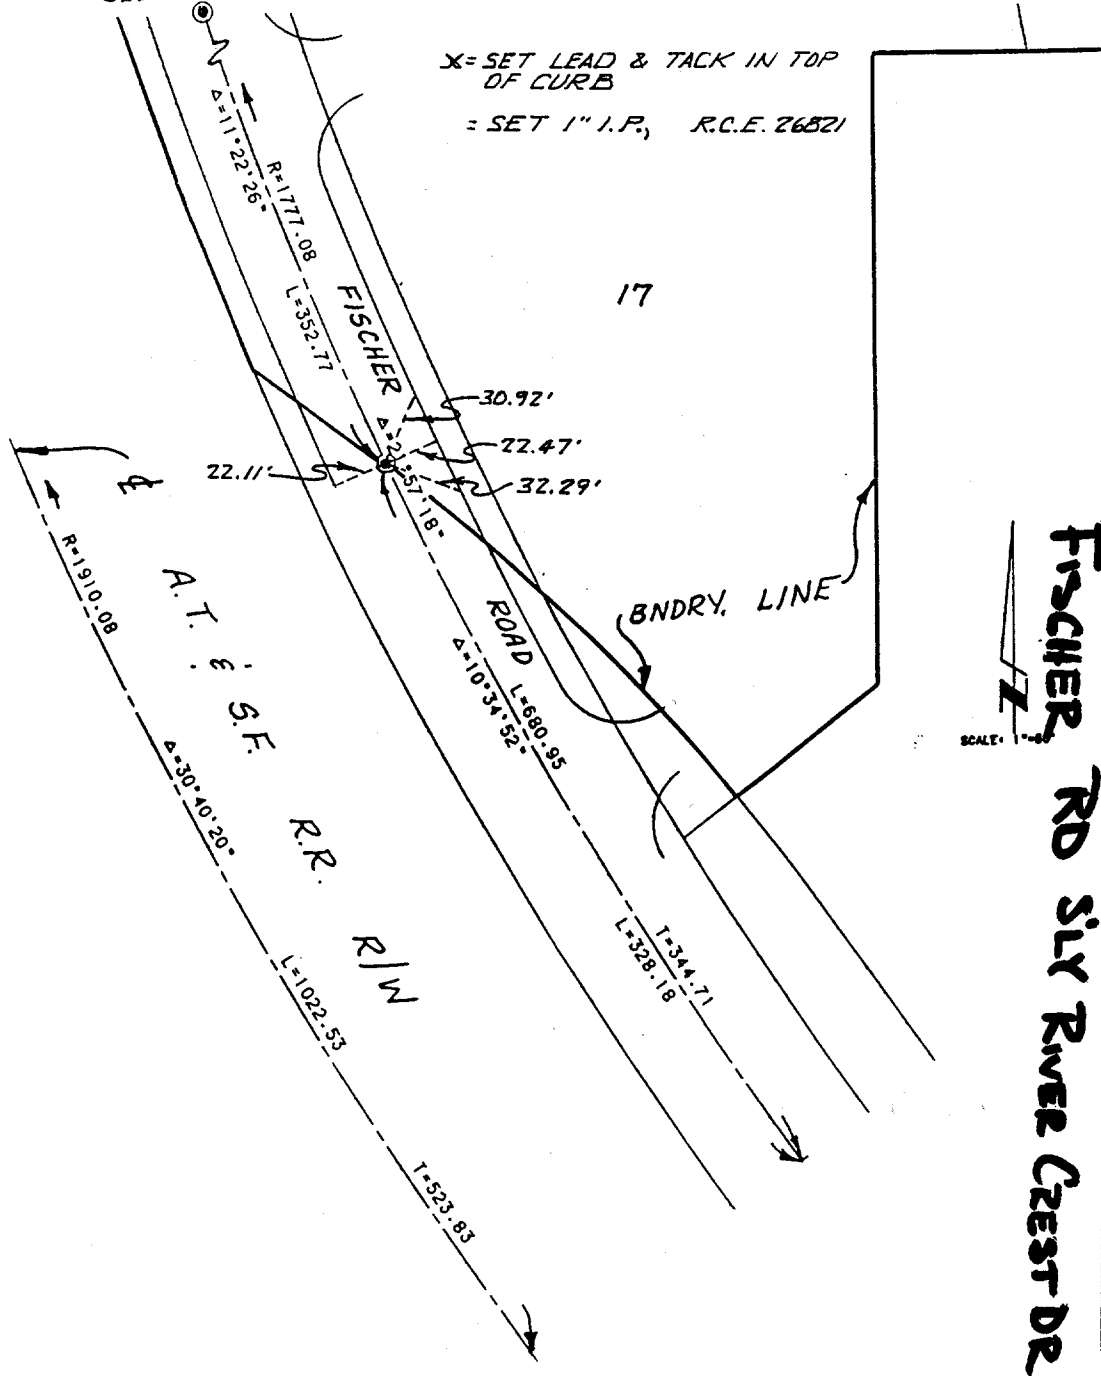 X= SET LEAD & TACK IN TOP
OF CURB
= SET 1" I.P., R.C.E. 26821
Δ=11°22'26"
R=1777.08
L=352.77
FISCHER
17
30.92'
22.47'
32.29'
22.11'
Δ=21°57'18"
℄
R=1910.08
A.T. & S.F. R.R. R/W
BNDRY. LINE
ROAD
L=680.95
Δ=10°34'52"
SCALE: 1"=60'
Δ=30°40'20"
T=344.71
L=328.18
L=1022.53
T=523.83
FISCHER RD S'LY RIVER CREST DR